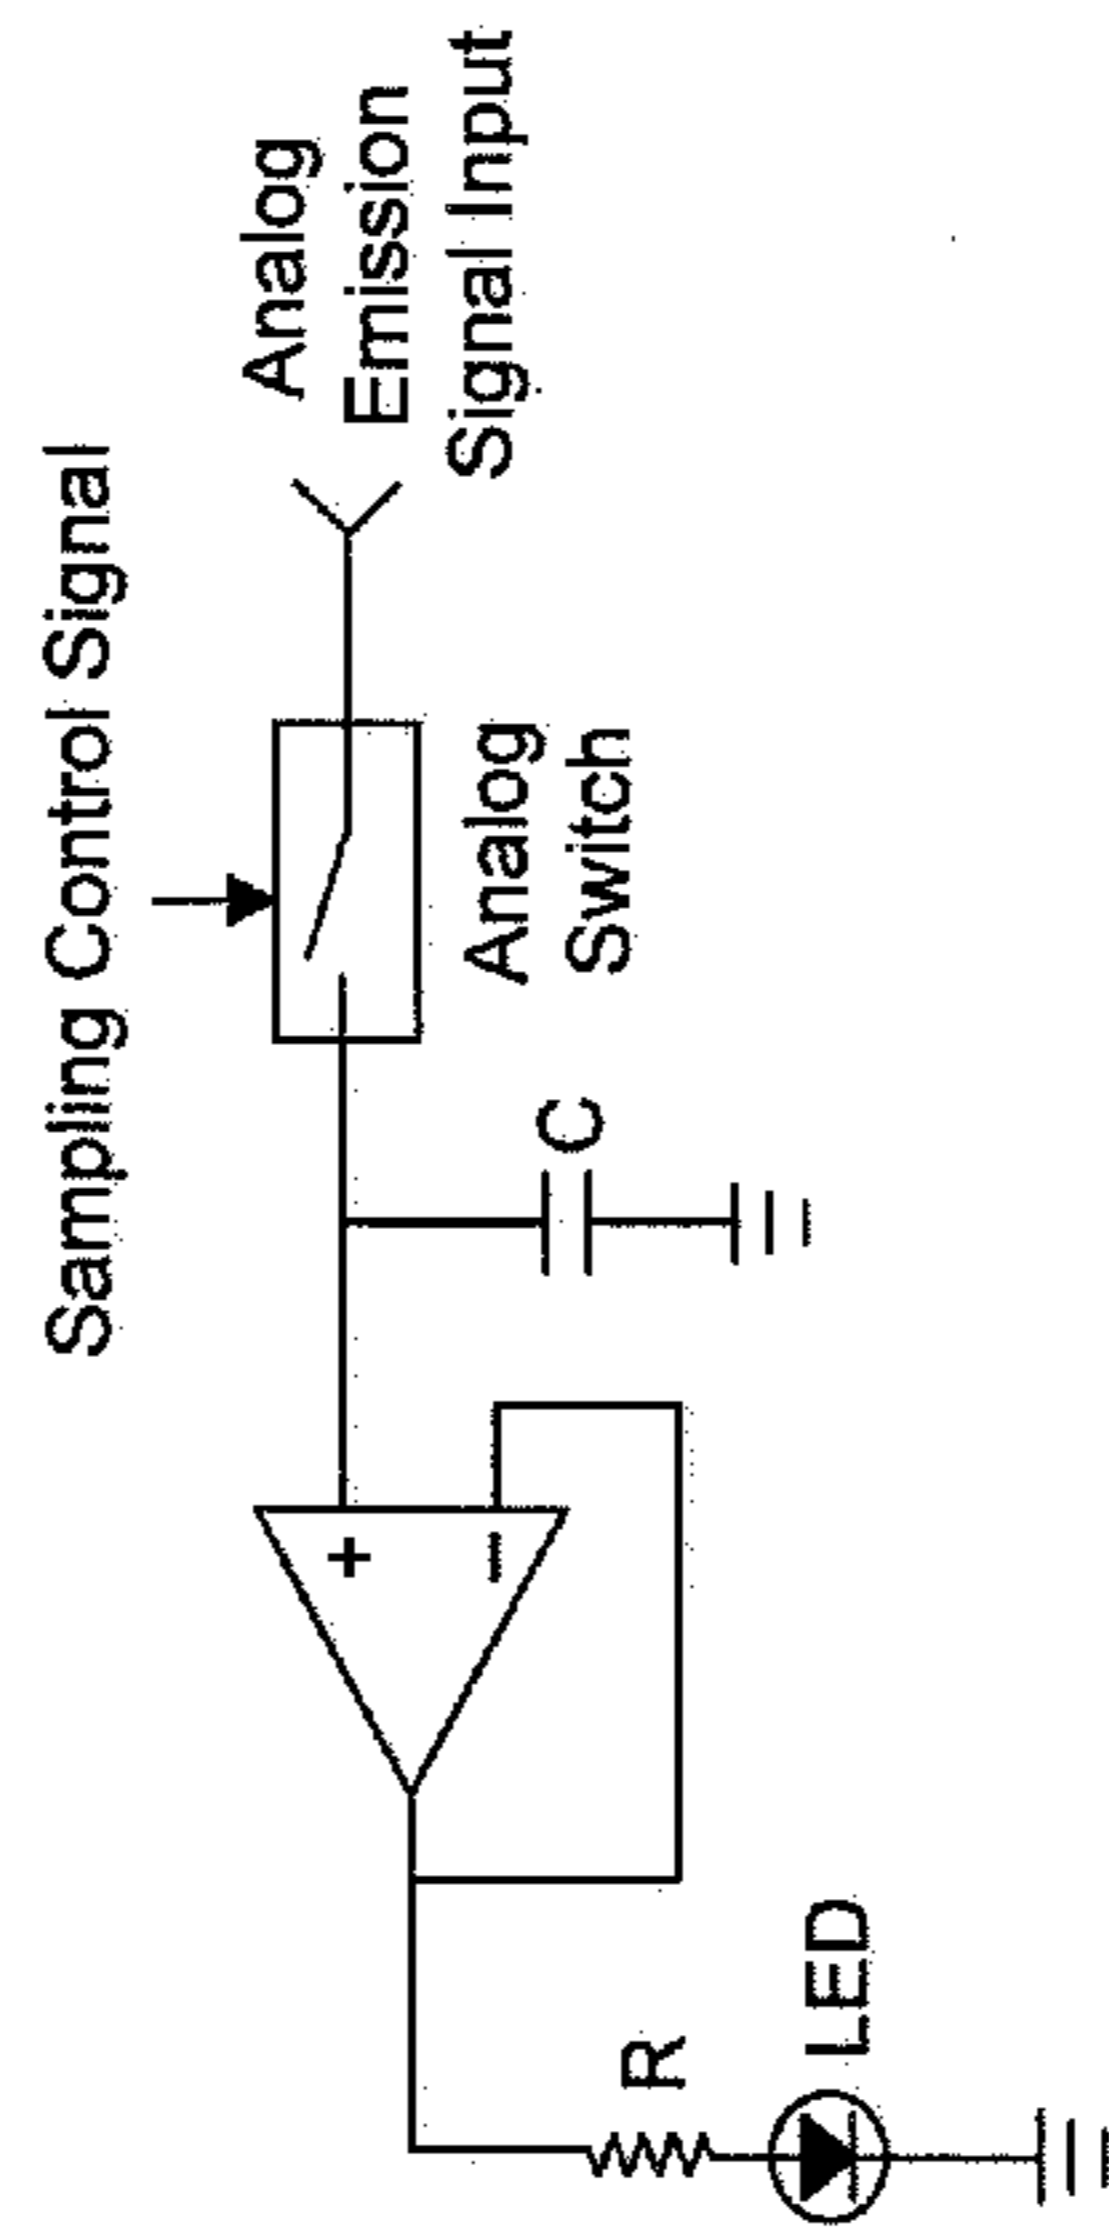 Sampling Control Signal
Analog
Emission
Signal Input
Analog
Switch
C
+
−
R
LED